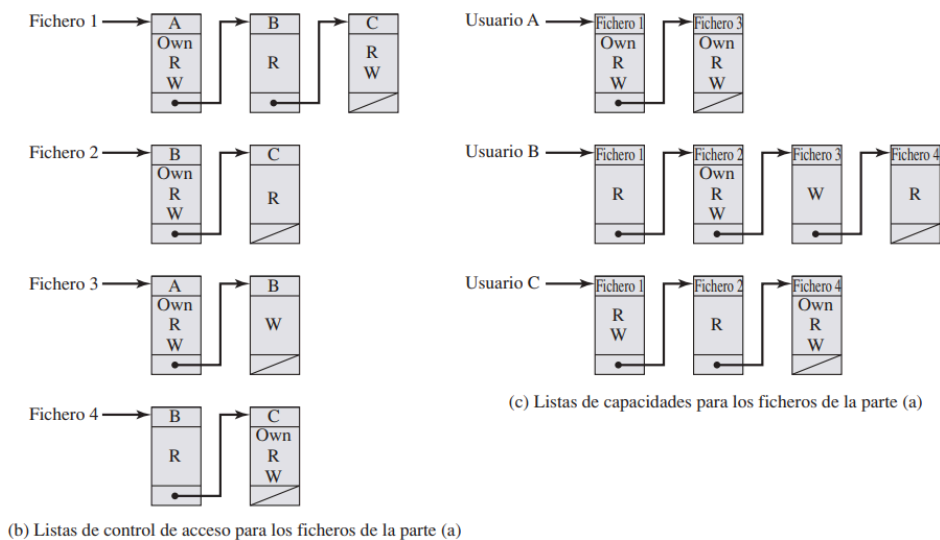 Fichero 1
A
Own
R
W
B
R
C
R
W
Fichero 2
B
Own
R
W
C
R
Fichero 3
A
Own
R
W
B
W
Fichero 4
B
R
C
Own
R
W
(b) Listas de control de acceso para los ficheros de la parte (a)
Usuario A
Fichero 1
Own
R
W
Fichero 3
Own
R
W
Usuario B
Fichero 1
R
Fichero 2
Own
R
W
Fichero 3
W
Fichero 4
R
Usuario C
Fichero 1
R
W
Fichero 2
R
Fichero 4
Own
R
W
(c) Listas de capacidades para los ficheros de la parte (a)